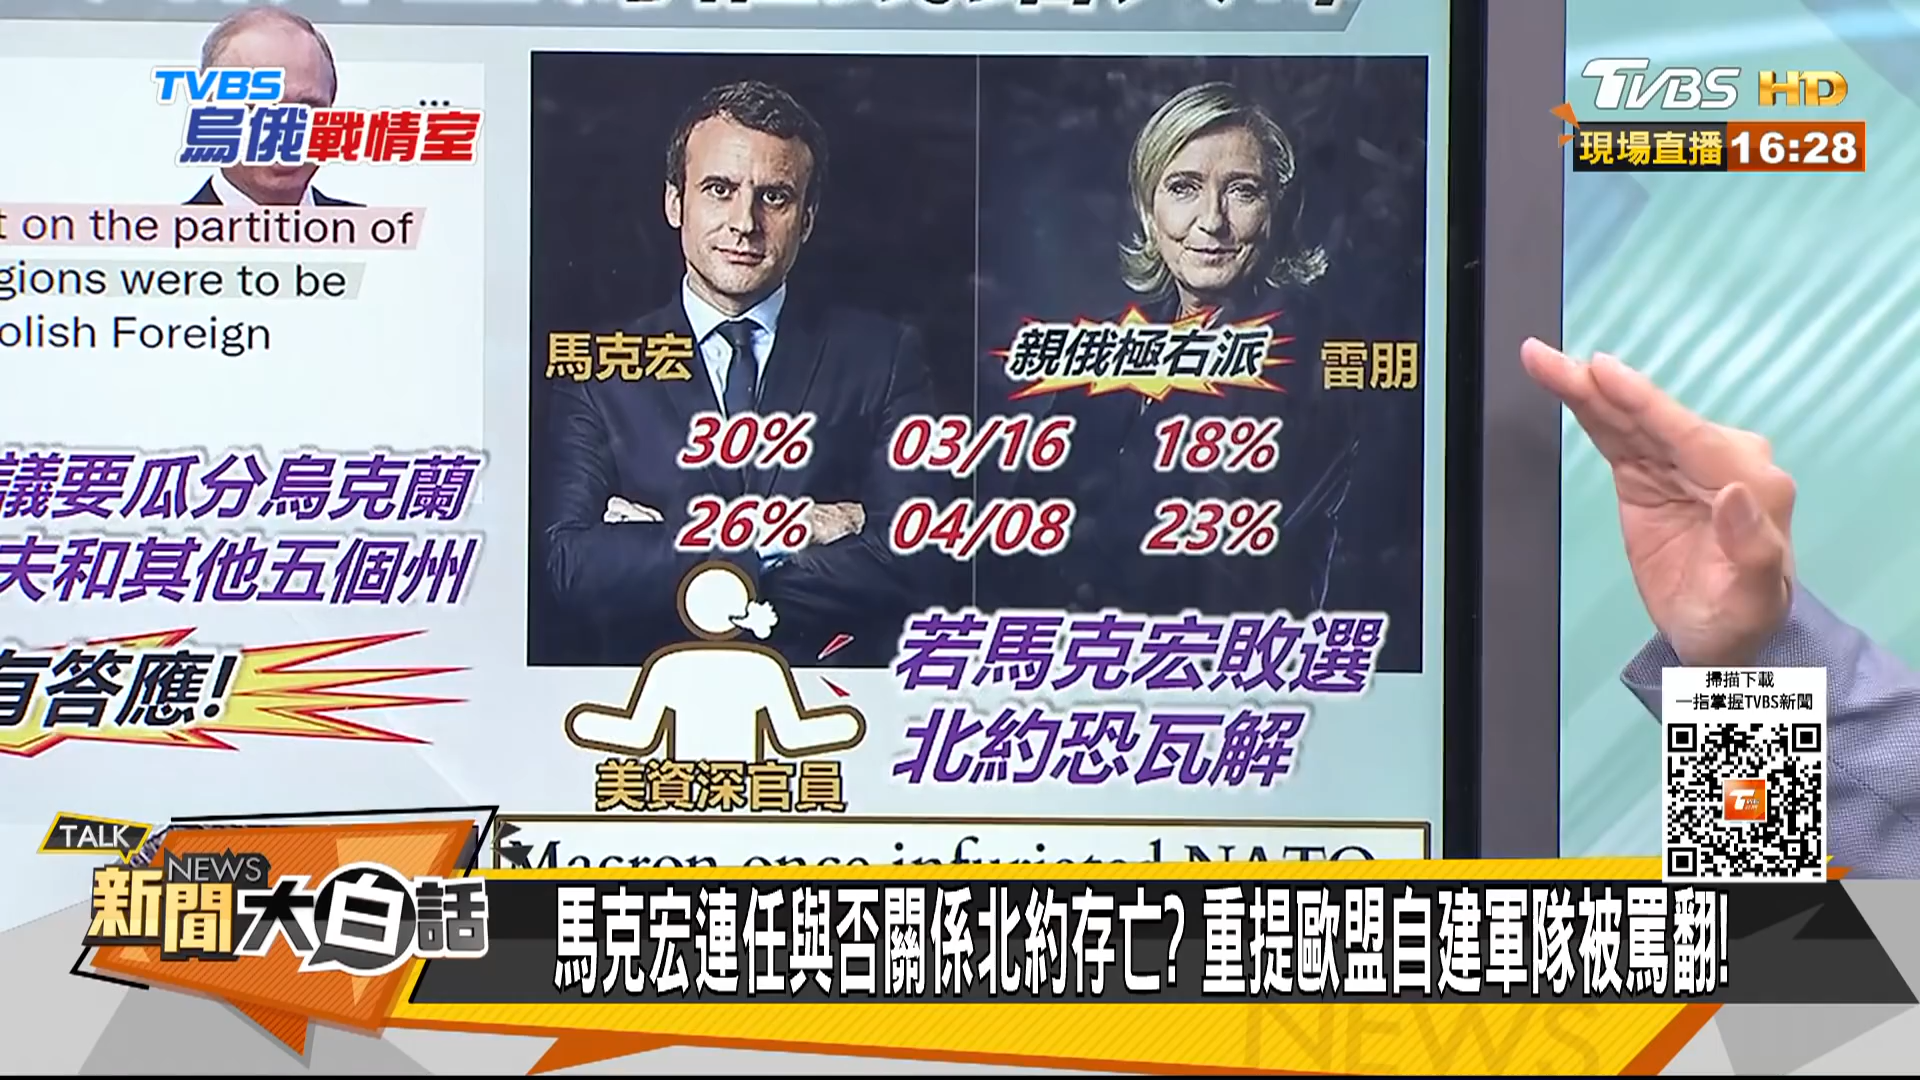 TVBS
烏俄戰情室
TVBS HD
現場直播 16:28
t on the partition of
gions were to be
olish Foreign
議要瓜分烏克蘭
夫和其他五個州
有答應!
馬克宏
親俄極右派
雷朋
30% 03/16 18%
26% 04/08 23%
若馬克宏敗選
北約恐瓦解
美資深官員
Macron once infuriated NATO
掃描下載
一指掌握TVBS新聞
TALK
NEWS
新聞大白話
馬克宏連任與否關係北約存亡? 重提歐盟自建軍隊被罵翻!
NEWS